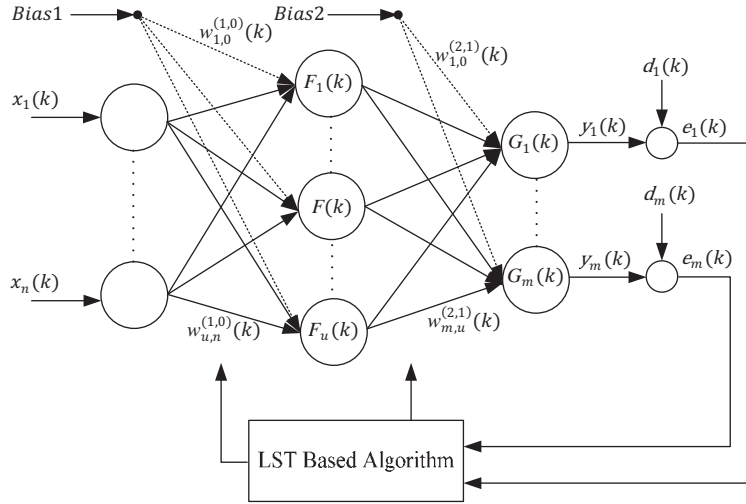 Bias1
Bias2
w_{1,0}^{(1,0)}(k)
w_{1,0}^{(2,1)}(k)
x_1(k)
F_1(k)
d_1(k)
G_1(k)
y_1(k)
e_1(k)
F(k)
d_m(k)
x_n(k)
G_m(k)
y_m(k)
e_m(k)
w_{u,n}^{(1,0)}(k)
F_u(k)
w_{m,u}^{(2,1)}(k)
LST Based Algorithm